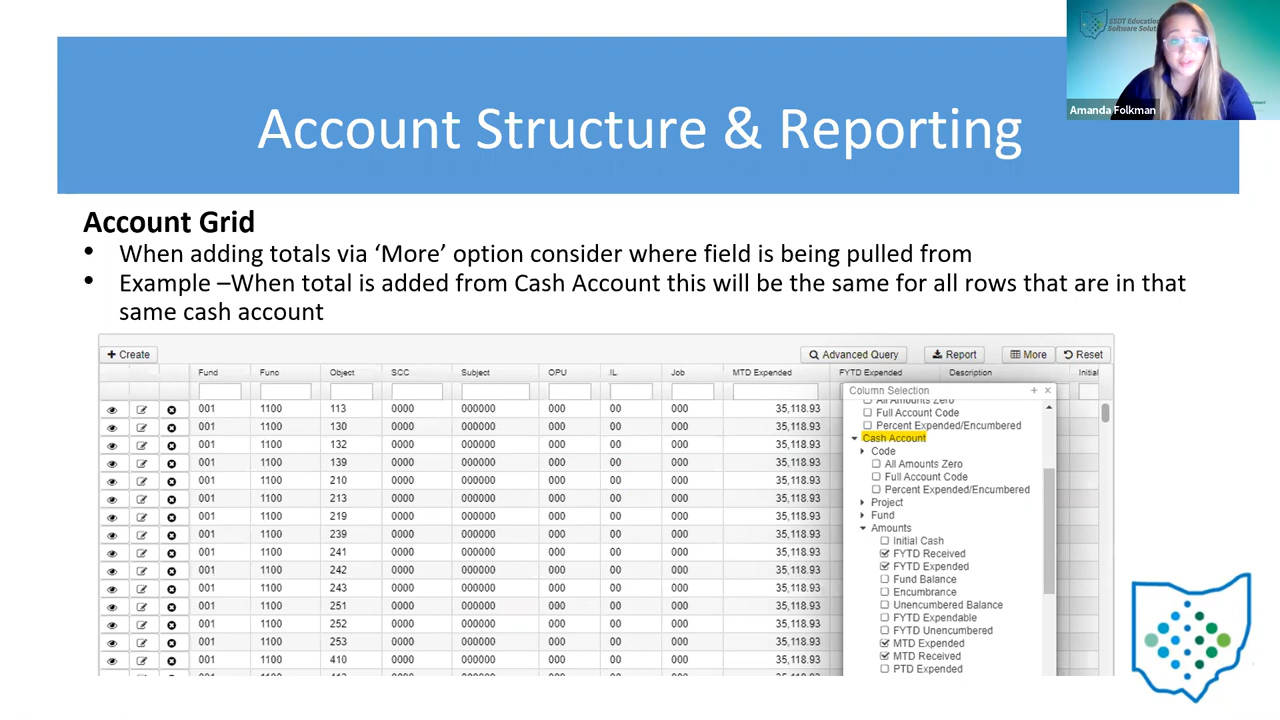 SSDT Education
Software Solut
Amanda Folkman
Account Structure & Reporting
Account Grid
• When adding totals via ‘More’ option consider where field is being pulled from
• Example –When total is added from Cash Account this will be the same for all rows that are in that
same cash account
+ Create
Advanced Query
Report
More
Reset
Fund Func Object SCC Subject OPU IL Job MTD Expended FYTD Expended Description Initial
001 1100 113 0000 000000 000 00 000 35,118.93
001 1100 130 0000 000000 000 00 000 35,118.93
001 1100 132 0000 000000 000 00 000 35,118.93
001 1100 139 0000 000000 000 00 000 35,118.93
001 1100 210 0000 000000 000 00 000 35,118.93
001 1100 213 0000 000000 000 00 000 35,118.93
001 1100 219 0000 000000 000 00 000 35,118.93
001 1100 239 0000 000000 000 00 000 35,118.93
001 1100 241 0000 000000 000 00 000 35,118.93
001 1100 242 0000 000000 000 00 000 35,118.93
001 1100 243 0000 000000 000 00 000 35,118.93
001 1100 251 0000 000000 000 00 000 35,118.93
001 1100 252 0000 000000 000 00 000 35,118.93
001 1100 253 0000 000000 000 00 000 35,118.93
001 1100 410 0000 000000 000 00 000 35,118.93
Column Selection
All Amounts Zero
Full Account Code
Percent Expended/Encumbered
Cash Account
Code
All Amounts Zero
Full Account Code
Percent Expended/Encumbered
Project
Fund
Amounts
Initial Cash
FYTD Received
FYTD Expended
Fund Balance
Encumbrance
Unencumbered Balance
FYTD Expendable
FYTD Unencumbered
MTD Expended
MTD Received
PTD Expended